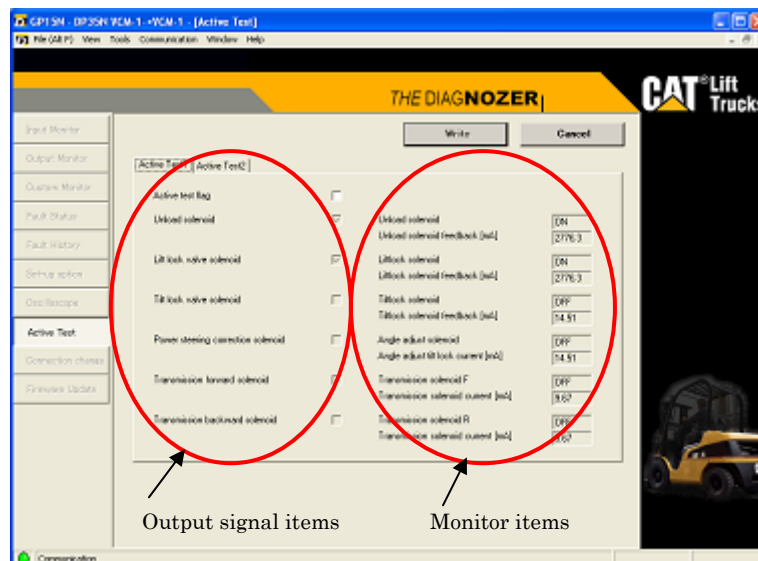 GP15N - DP35N VCM-1->VCM-1 - [Active Test]
File(Alt F) View Tools Communication Window Help
THE DIAGNOZER
CAT® Lift
Trucks
Write Cancel
Input Monitor
Output Monitor
Custom Monitor
Fault Status
Fault History
Set-up option
Oscilloscope
Active Test
Connection change
Firmware Update
Active Test1 Active Test2
Active test flag
Unload solenoid
Lift lock valve solenoid
Tilt lock valve solenoid
Power steering correction solenoid
Transmission forward solenoid
Transmission backward solenoid
Unload solenoid ON
Unload solenoid feedback [mA] 2776.3
Liftlock solenoid ON
Liftlock solenoid feedback [mA] 2776.3
Tiltlock solenoid OFF
Tiltlock solenoid feedback [mA] 14.51
Angle adjust solenoid OFF
Angle adjust tilt lock current [mA] 14.51
Transmission solenoid F OFF
Transmission solenoid current [mA] 9.67
Transmission solenoid R OFF
Transmission solenoid current [mA] 9.67
Output signal items
Monitor items
Communication